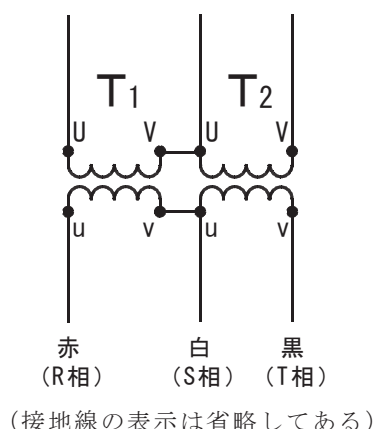 T1 T2
U V U V
u v u v
赤 白 黒
（R相） （S相） （T相）
（接地線の表示は省略してある）